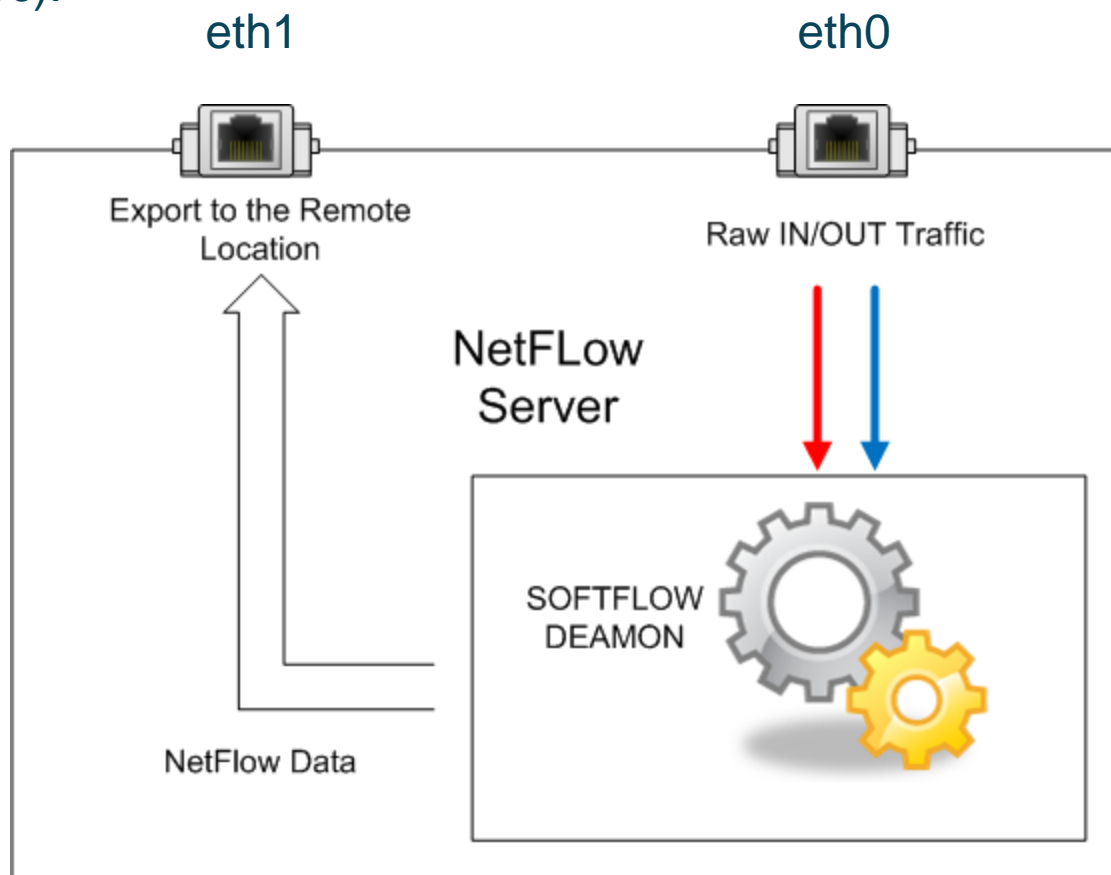 eth1
eth0
Export to the Remote
Location
Raw IN/OUT Traffic
NetFLow
Server
SOFTFLOW
DEAMON
NetFlow Data